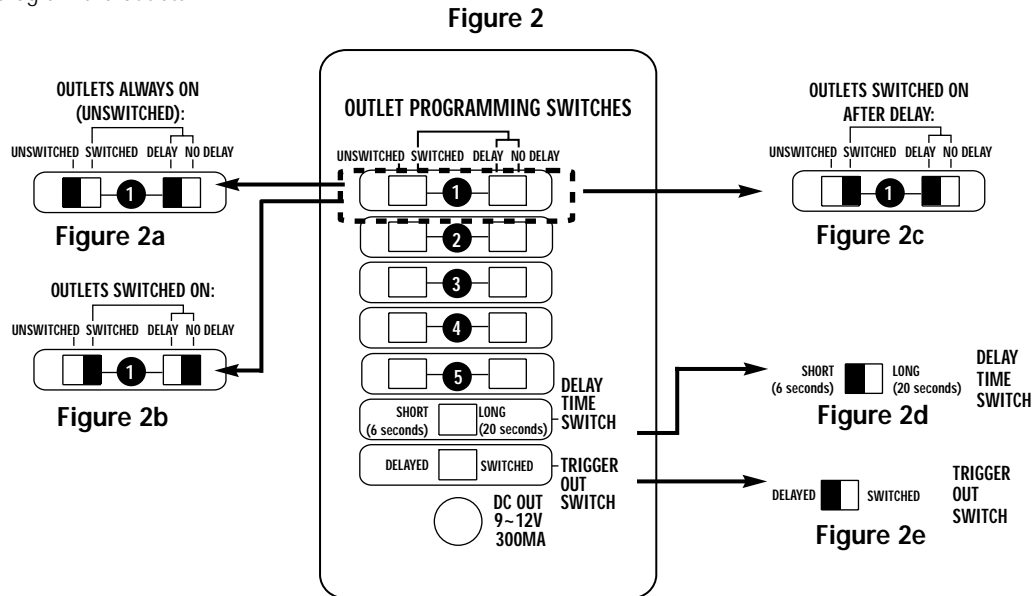 Figure 2
OUTLETS ALWAYS ON
(UNSWITCHED):
UNSWITCHED SWITCHED DELAY NO DELAY
1
Figure 2a
OUTLETS SWITCHED ON:
UNSWITCHED SWITCHED DELAY NO DELAY
1
Figure 2b
OUTLET PROGRAMMING SWITCHES
UNSWITCHED SWITCHED DELAY NO DELAY
1
2
3
4
5
DELAY
TIME
SWITCH
SHORT
(6 seconds)
LONG
(20 seconds)
DELAYED
SWITCHED
TRIGGER
OUT
SWITCH
DC OUT
9~12V
300MA
OUTLETS SWITCHED ON
AFTER DELAY:
UNSWITCHED SWITCHED DELAY NO DELAY
1
Figure 2c
SHORT
(6 seconds)
LONG
(20 seconds)
DELAY
TIME
SWITCH
Figure 2d
DELAYED
SWITCHED
TRIGGER
OUT
SWITCH
Figure 2e